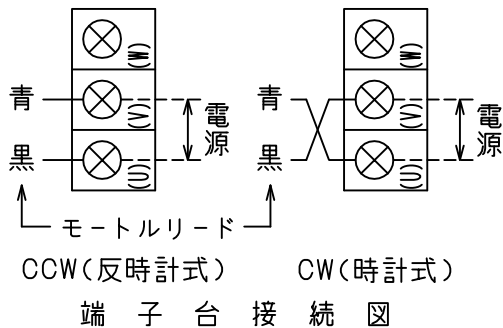 (W) (W)
青 (V) 電源 青 (V) 電源
黒 (U) 黒 (U)
モートルリード
CCW(反時計式) CW(時計式)
端子台接続図